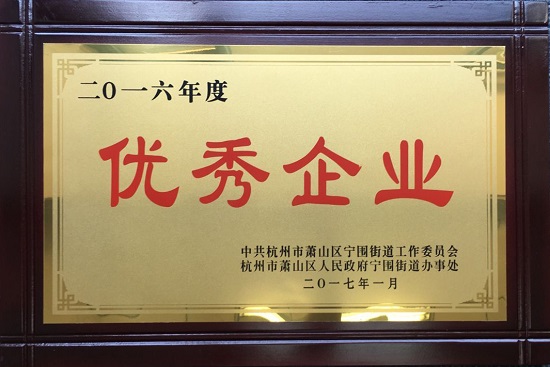 二〇一六年度
优秀企业
中共杭州市萧山区宁围街道工作委员会
杭州市萧山区人民政府宁围街道办事处
二〇一七年一月